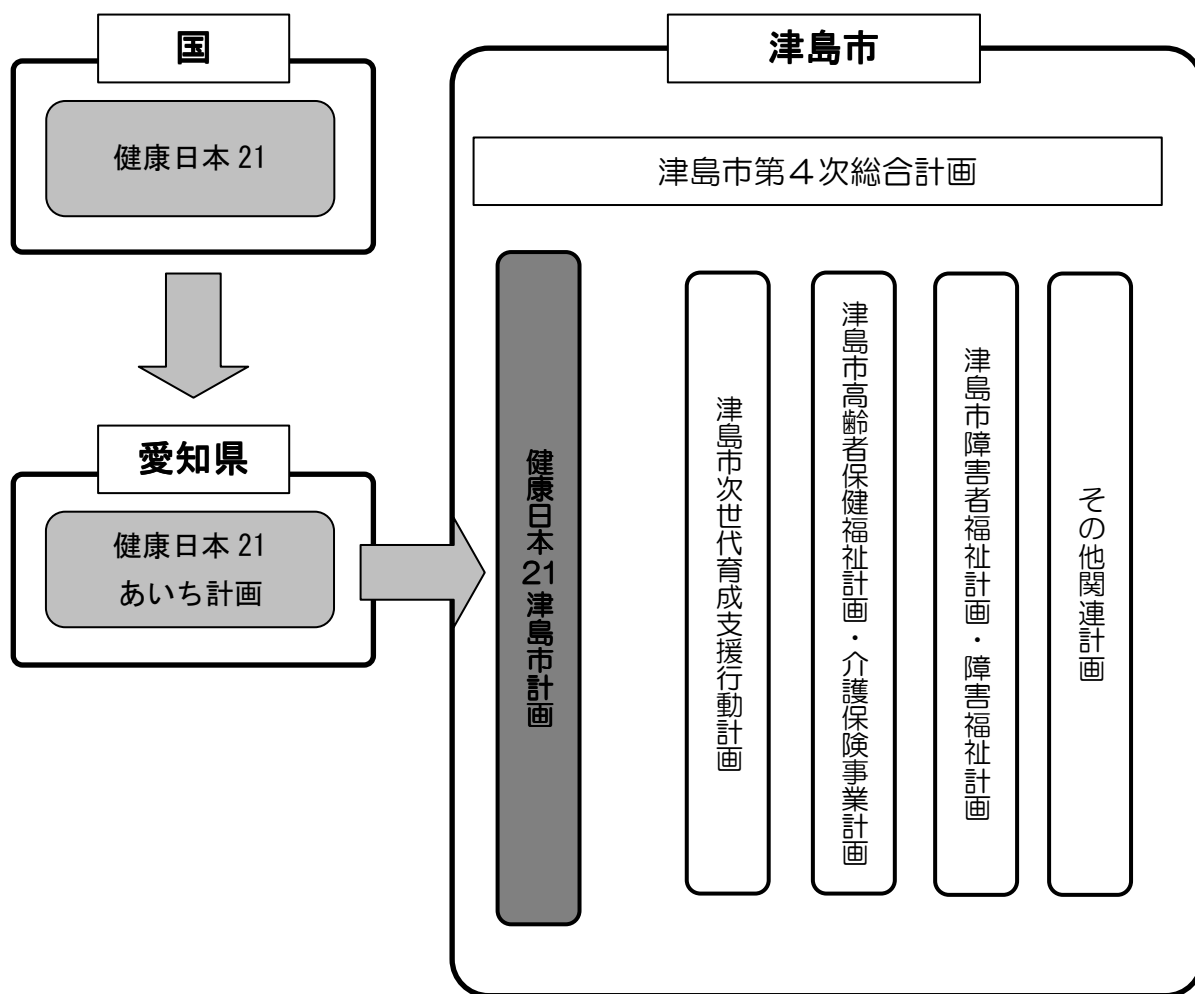 国
健康日本 21
愛知県
健康日本 21
あいち計画
津島市
津島市第４次総合計画
健康日本21津島市計画
津島市次世代育成支援行動計画
津島市高齢者保健福祉計画・介護保険事業計画
津島市障害者福祉計画・障害福祉計画
その他関連計画